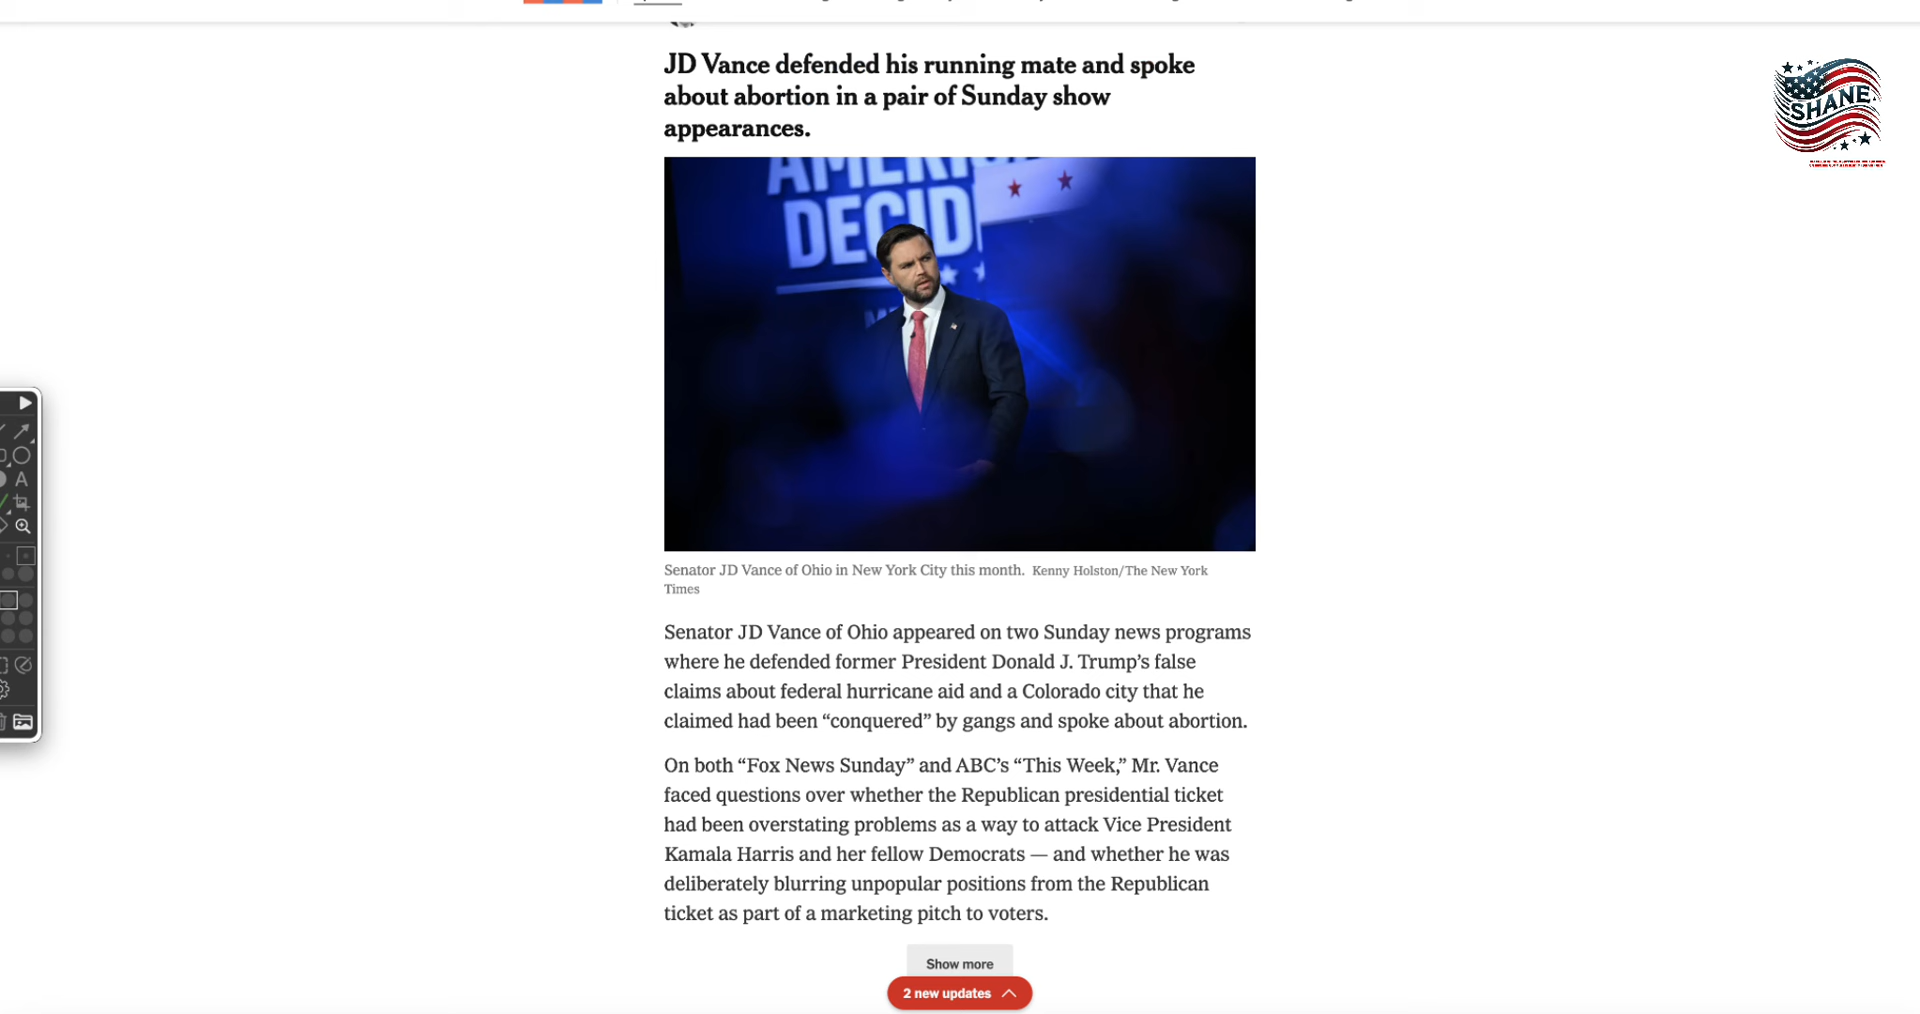 JD Vance defended his running mate and spoke
about abortion in a pair of Sunday show
appearances.
SHANE
AMERIC
DECID
Senator JD Vance of Ohio in New York City this month. Kenny Holston/The New York
Times
Senator JD Vance of Ohio appeared on two Sunday news programs
where he defended former President Donald J. Trump’s false
claims about federal hurricane aid and a Colorado city that he
claimed had been “conquered” by gangs and spoke about abortion.
On both “Fox News Sunday” and ABC’s “This Week,” Mr. Vance
faced questions over whether the Republican presidential ticket
had been overstating problems as a way to attack Vice President
Kamala Harris and her fellow Democrats — and whether he was
deliberately blurring unpopular positions from the Republican
ticket as part of a marketing pitch to voters.
Show more
2 new updates
A